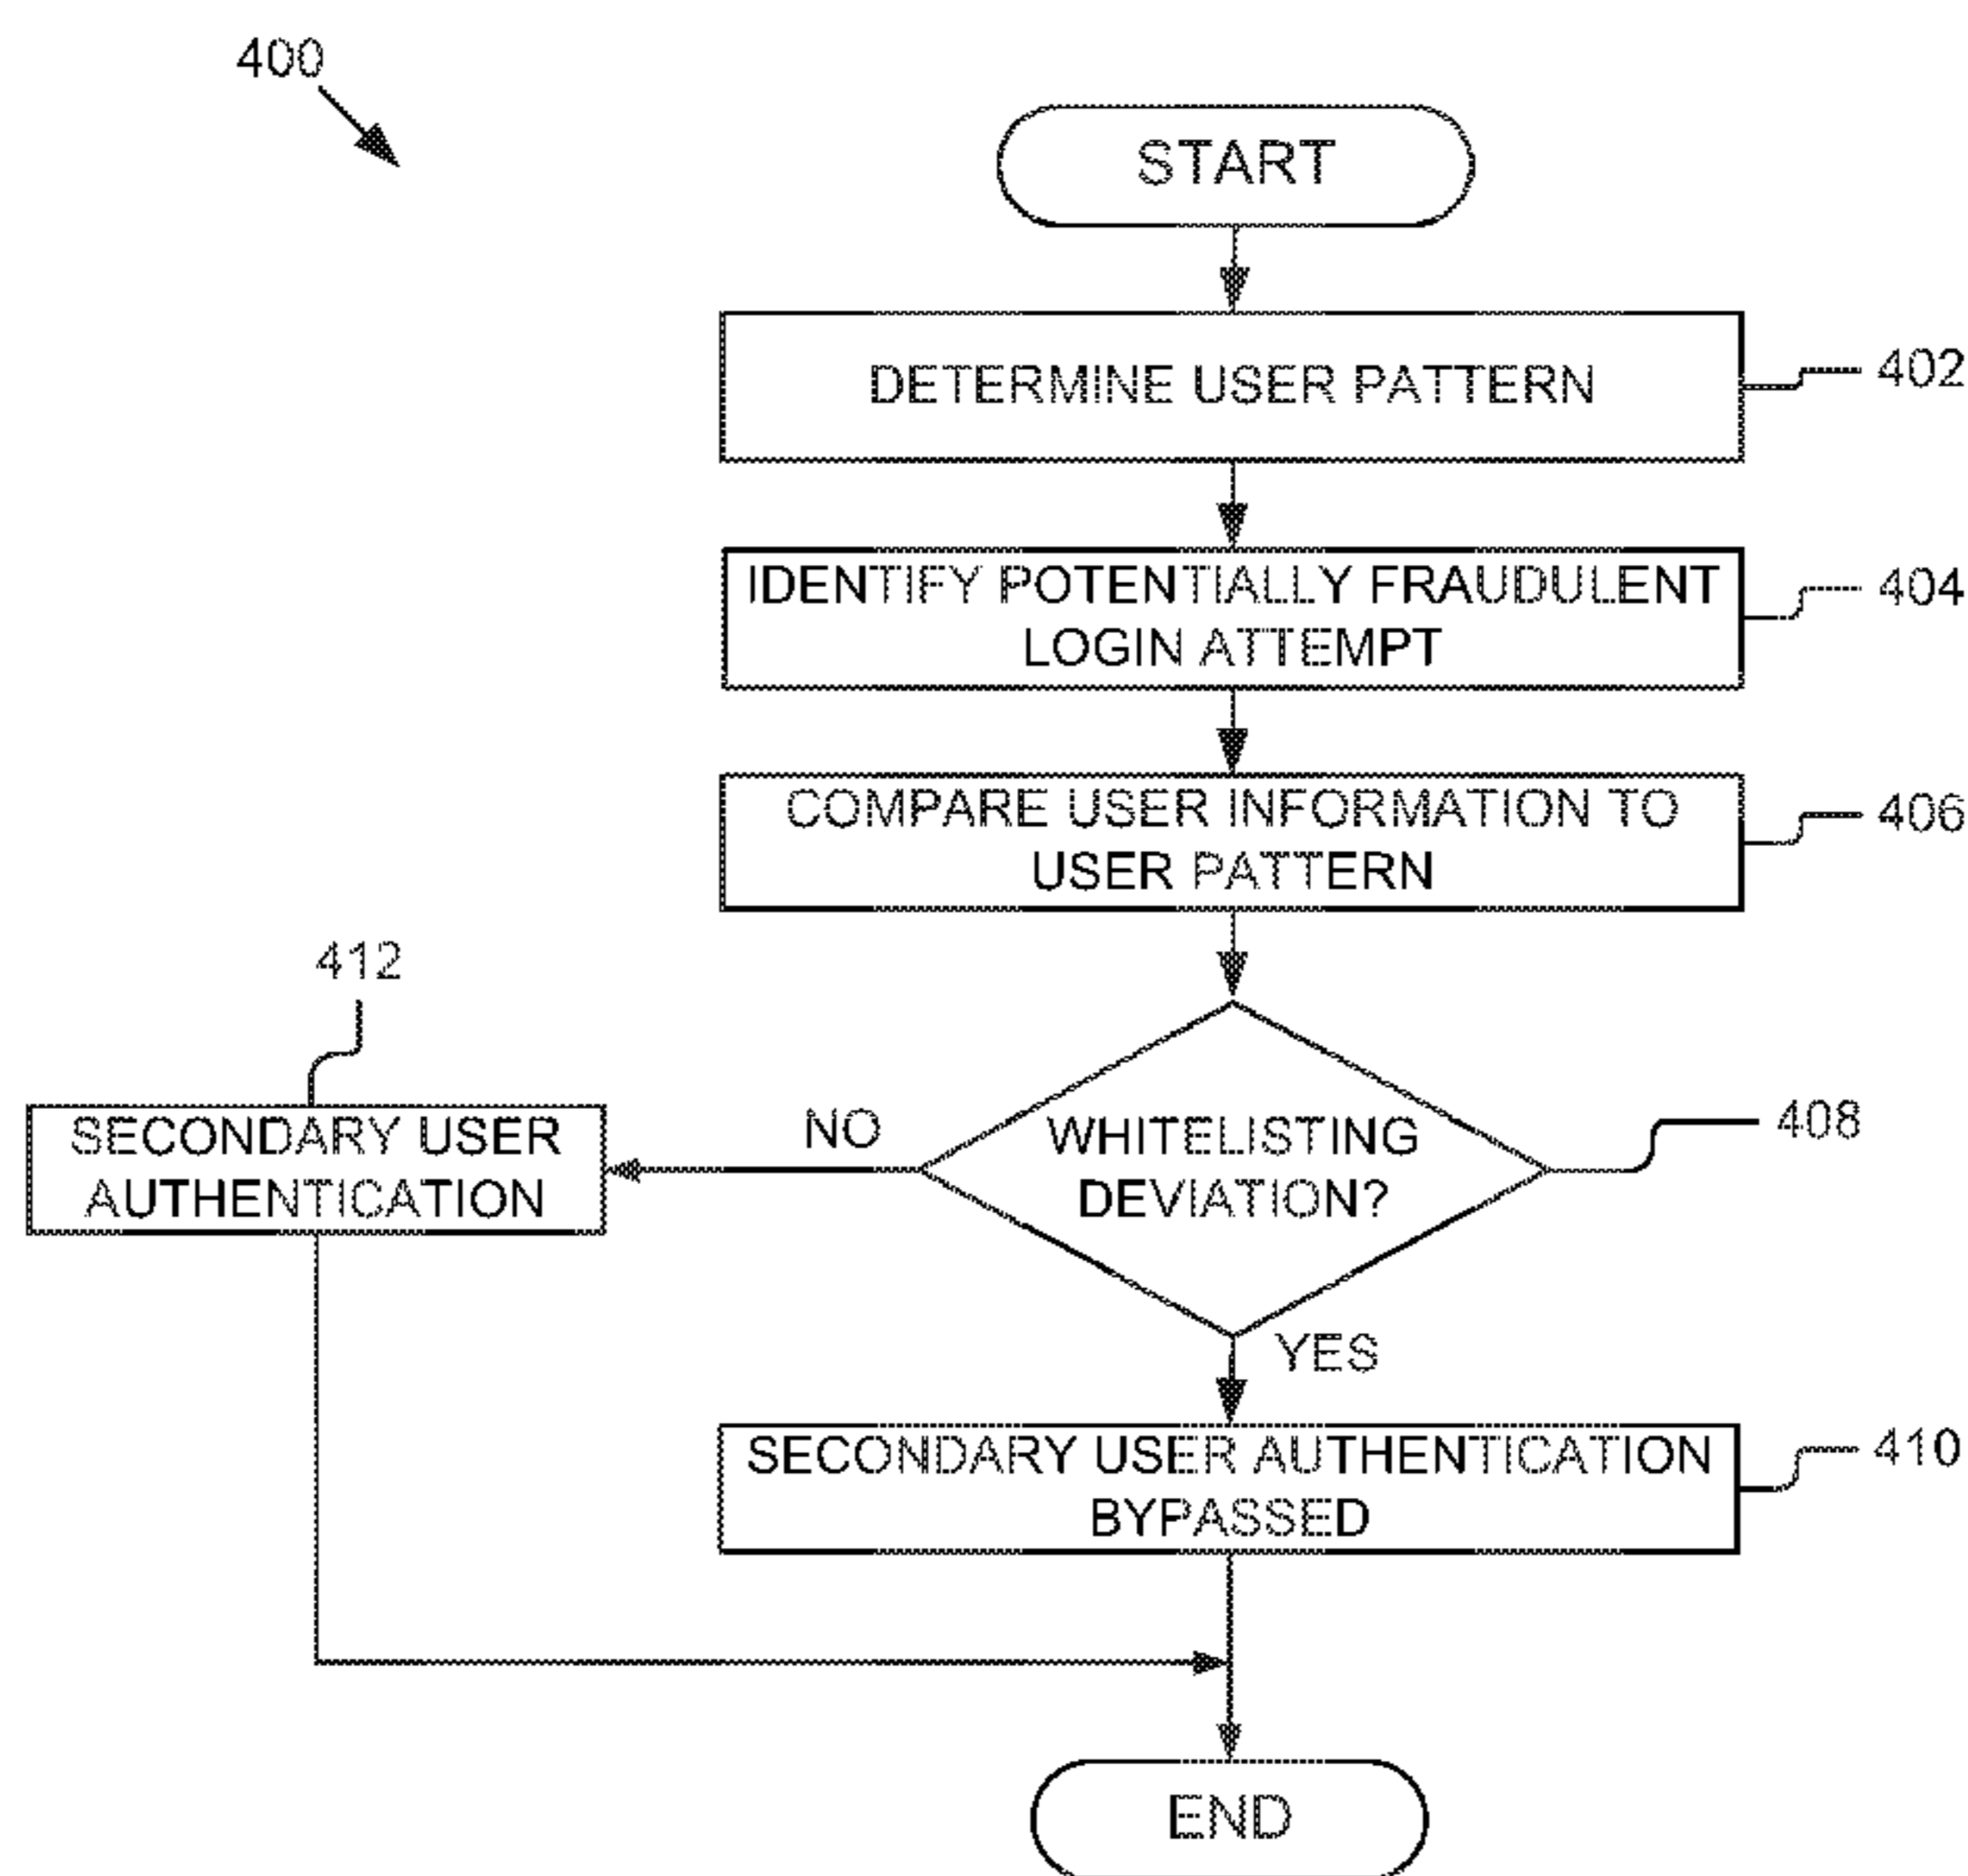 400
START
DETERMINE USER PATTERN
402
IDENTIFY POTENTIALLY FRAUDULENT
LOGIN ATTEMPT
404
COMPARE USER INFORMATION TO
USER PATTERN
406
412
SECONDARY USER
AUTHENTICATION
NO
WHITELISTING
DEVIATION?
408
YES
SECONDARY USER AUTHENTICATION
BYPASSED
410
END